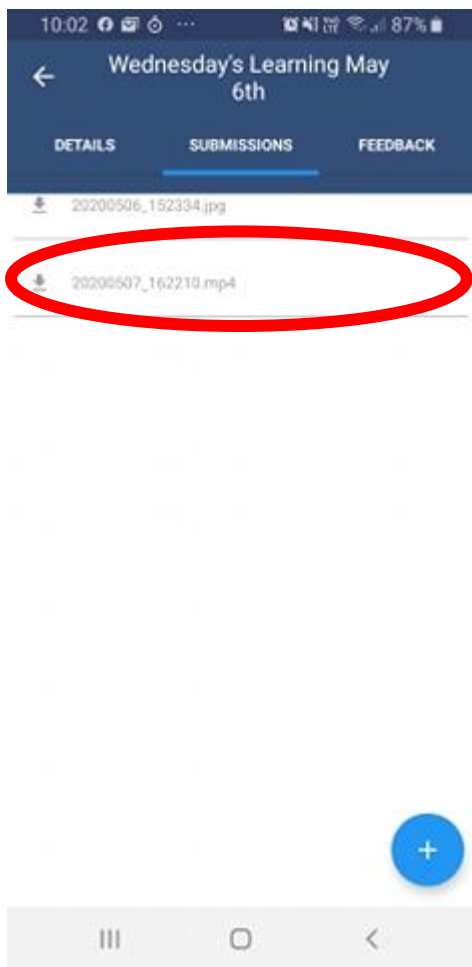 10:02 ··· 87%
Wednesday's Learning May
6th
DETAILS SUBMISSIONS FEEDBACK
20200506_152334.jpg
20200507_162210.mp4
+